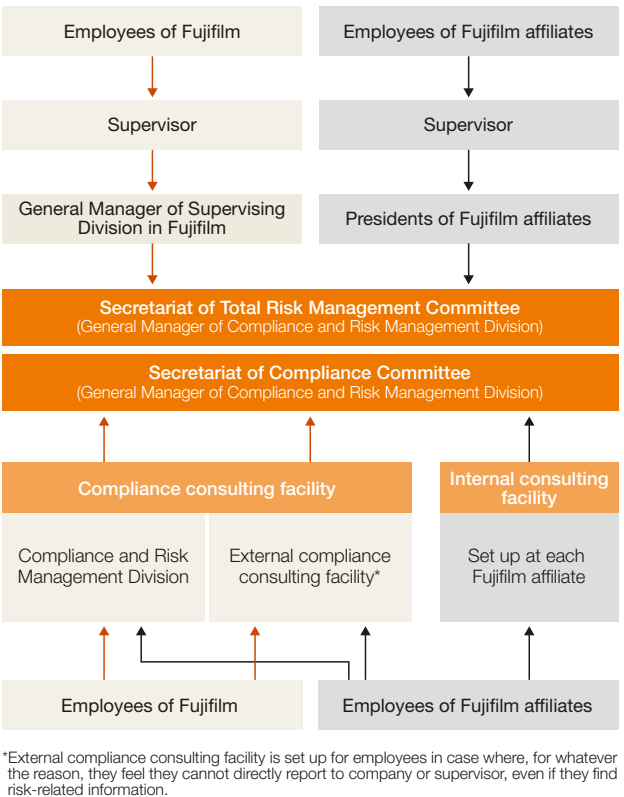 Employees of Fujifilm
Employees of Fujifilm affiliates
Supervisor
Supervisor
General Manager of Supervising
Division in Fujifilm
Presidents of Fujifilm affiliates
Secretariat of Total Risk Management Committee
(General Manager of Compliance and Risk Management Division)
Secretariat of Compliance Committee
(General Manager of Compliance and Risk Management Division)
Compliance consulting facility
Internal consulting
facility
Compliance and Risk
Management Division
External compliance
consulting facility*
Set up at each
Fujifilm affiliate
Employees of Fujifilm
Employees of Fujifilm affiliates
*External compliance consulting facility is set up for employees in case where, for whatever
the reason, they feel they cannot directly report to company or supervisor, even if they find
risk-related information.